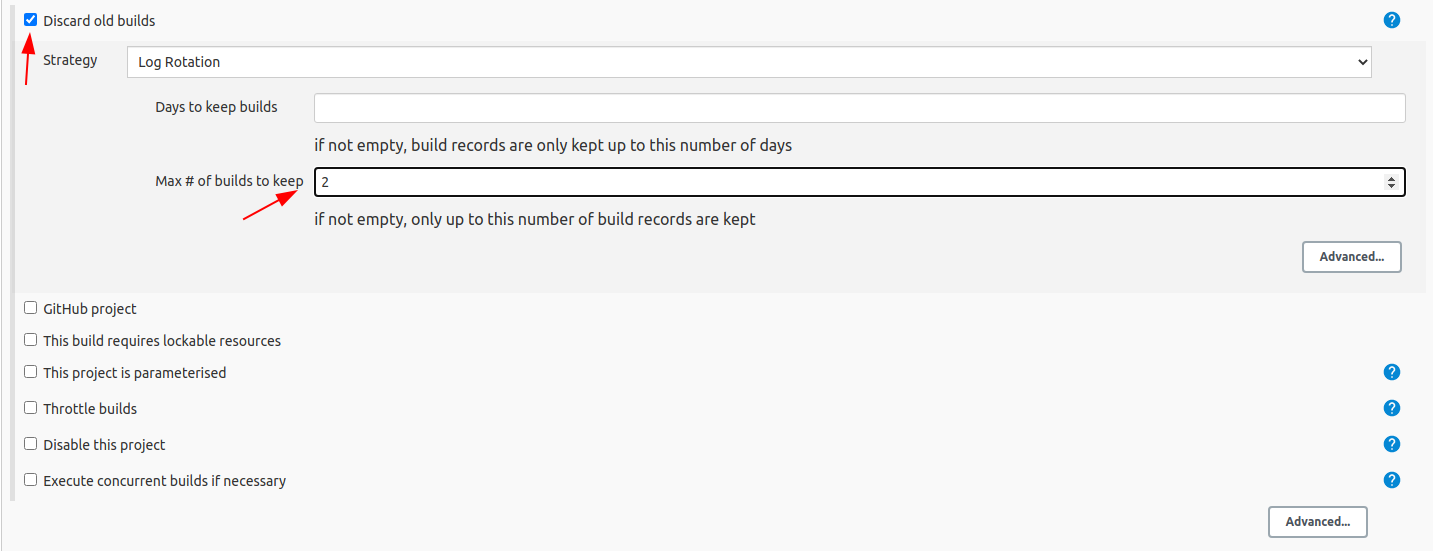 Discard old builds
?
Strategy
Log Rotation
Days to keep builds
if not empty, build records are only kept up to this number of days
Max # of builds to keep
2
if not empty, only up to this number of build records are kept
Advanced...
GitHub project
This build requires lockable resources
This project is parameterised
?
Throttle builds
?
Disable this project
?
Execute concurrent builds if necessary
?
Advanced...